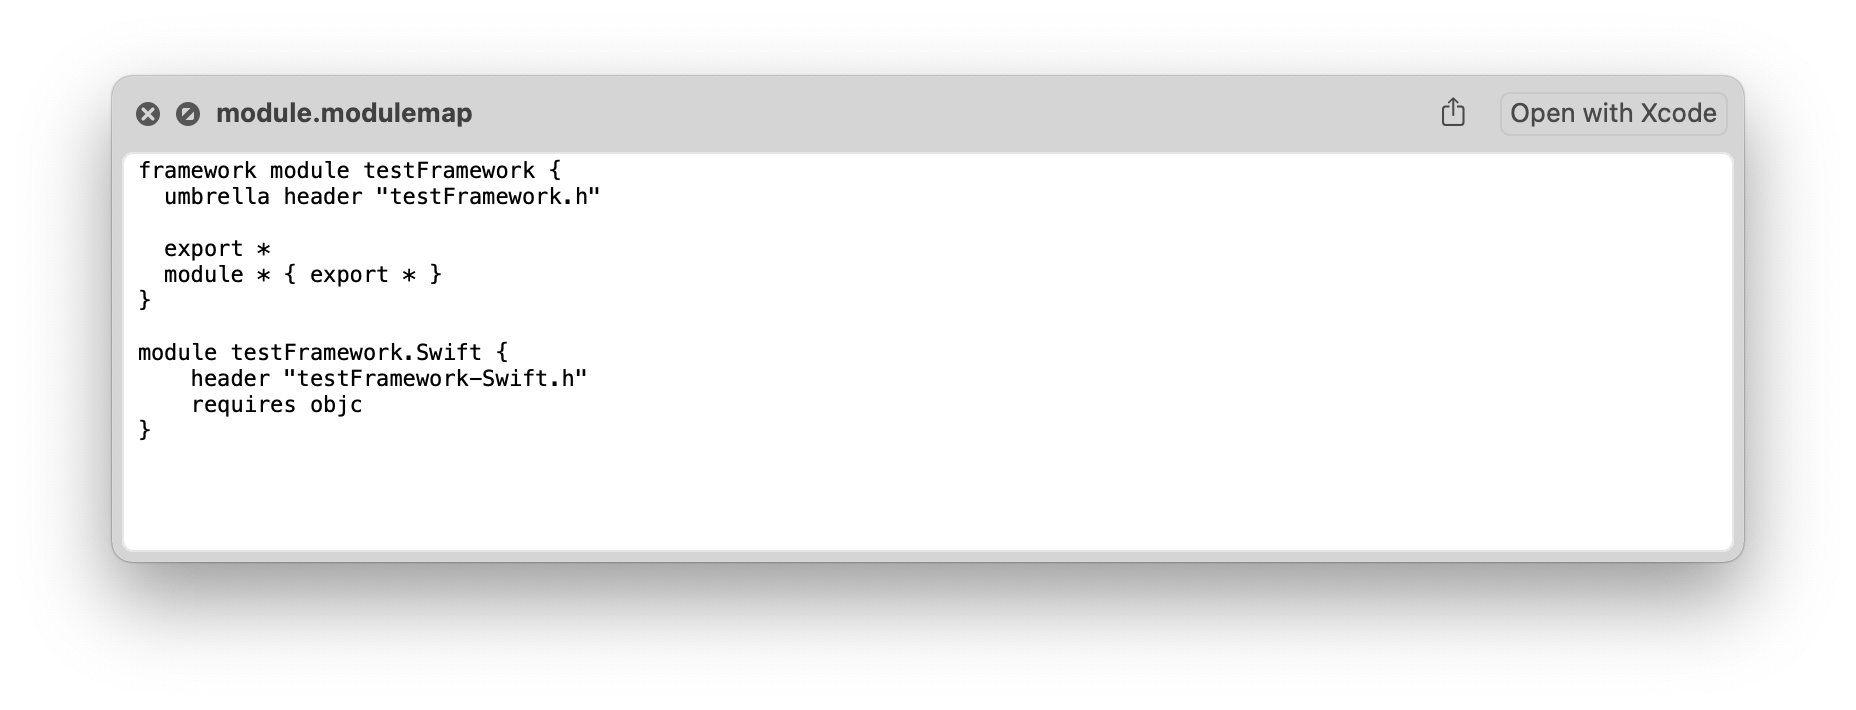 module.modulemap
Open with Xcode
framework module testFramework {
  umbrella header "testFramework.h"

  export *
  module * { export * }
}

module testFramework.Swift {
    header "testFramework-Swift.h"
    requires objc
}